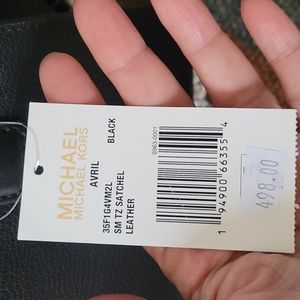 MICHAEL
MICHAEL KORS
AVRIL BLACK
35F1G4VM2L
SM TZ SATCHEL
LEATHER
1 94900 66355 4
498.00